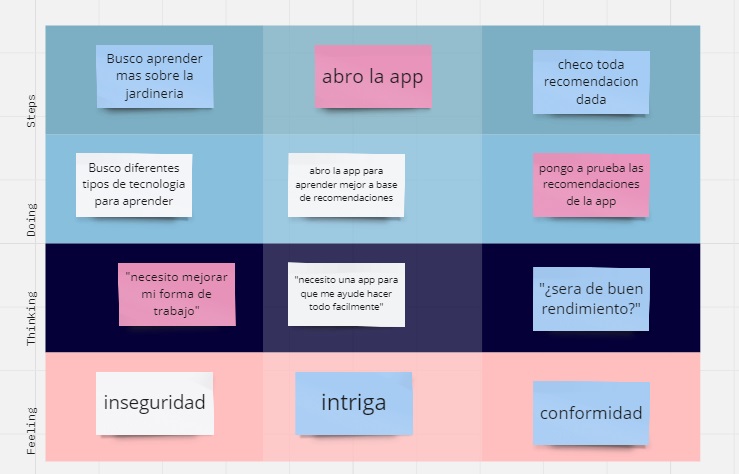 Steps
Busco aprender
mas sobre la
jardineria
abro la app
checo toda
recomendacion
dada
Doing
Busco diferentes
tipos de tecnologia
para aprender
abro la app para
aprender mejor a base
de recomendaciones
pongo a prueba las
recomendaciones
de la app
Thinking
"necesito mejorar
mi forma de
trabajo"
"necesito una app para
que me ayude hacer
todo facilmente"
"¿sera de buen
rendimiento?"
Feeling
inseguridad
intriga
conformidad